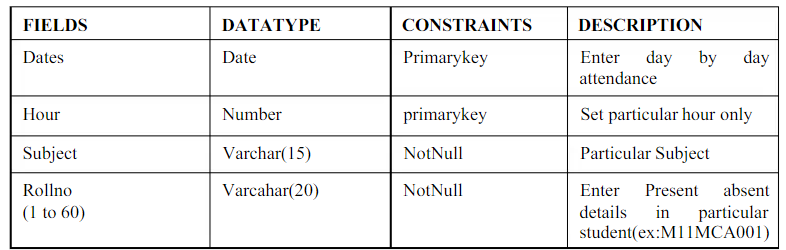 FIELDS DATATYPE CONSTRAINTS DESCRIPTION
Dates Date Primarykey Enter day by day
attendance
Hour Number primarykey Set particular hour only
Subject Varchar(15) NotNull Particular Subject
Rollno Varcahar(20) NotNull Enter Present absent
(1 to 60) details in particular
student(ex:M11MCA001)